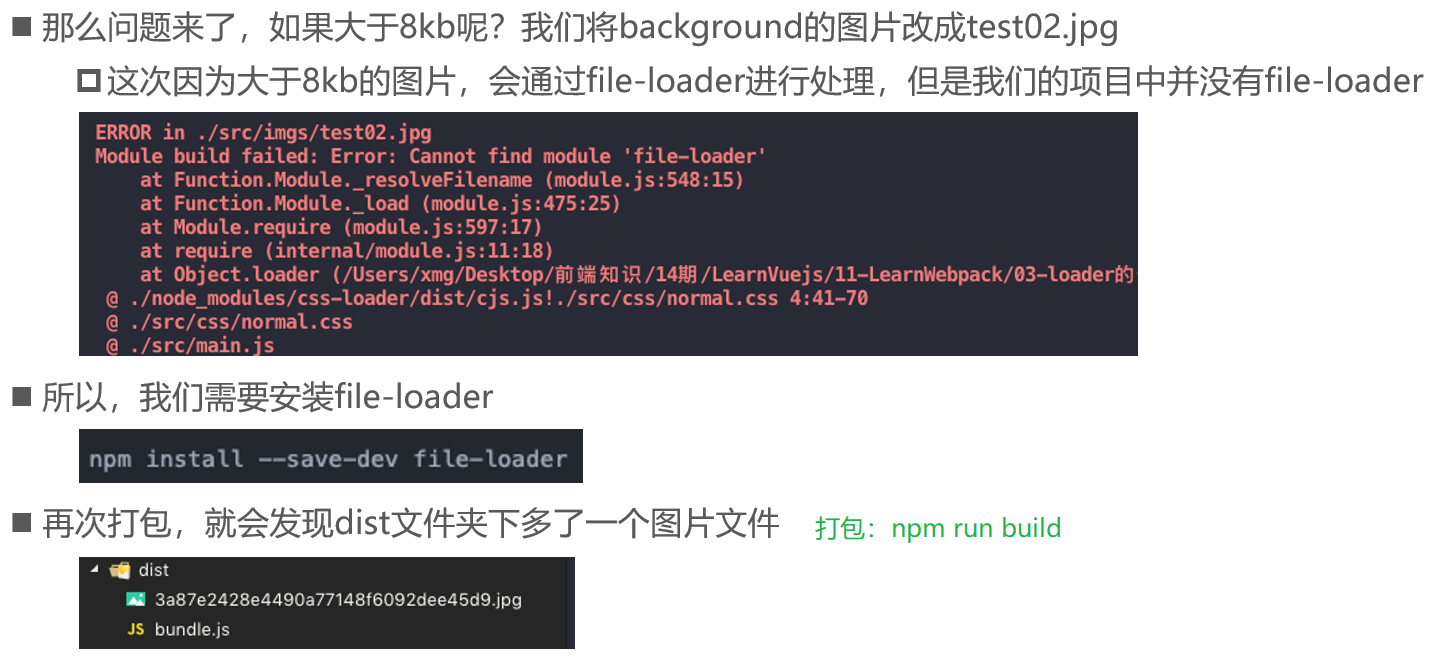 那么问题来了，如果大于8kb呢？我们将background的图片改成test02.jpg
这次因为大于8kb的图片，会通过file-loader进行处理，但是我们的项目中并没有file-loader
ERROR in ./src/imgs/test02.jpg
Module build failed: Error: Cannot find module 'file-loader'
at Function.Module._resolveFilename (module.js:548:15)
at Function.Module._load (module.js:475:25)
at Module.require (module.js:597:17)
at require (internal/module.js:11:18)
at Object.loader (/Users/xmg/Desktop/前端知识/14期/LearnVuejs/11-LearnWebpack/03-loader的
@ ./node_modules/css-loader/dist/cjs.js!./src/css/normal.css 4:41-70
@ ./src/css/normal.css
@ ./src/main.js
所以，我们需要安装file-loader
npm install --save-dev file-loader
再次打包，就会发现dist文件夹下多了一个图片文件 打包：npm run build
dist
3a87e2428e4490a77148f6092dee45d9.jpg
JS bundle.js